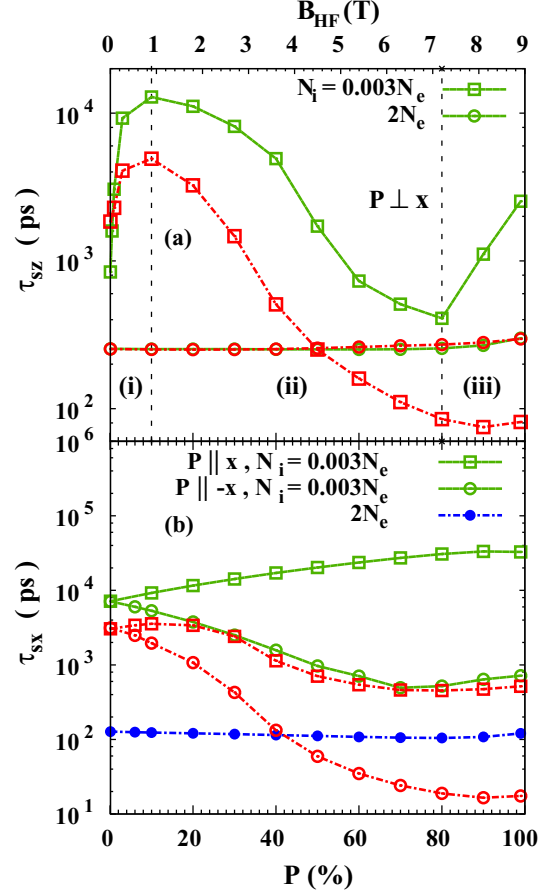 B_HF (T)
0 1 2 3 4 5 6 7 8 9
N_i = 0.003N_e
2N_e
10^4
P ⊥ x
(a)
τ_sz ( ps )
10^3
(i) (ii) (iii)
10^2
10^6
P || x , N_i = 0.003N_e
P || -x , N_i = 0.003N_e
2N_e
(b)
10^5
10^4
τ_sx ( ps )
10^3
10^2
10^1
0 20 40 60 80 100
P (%)